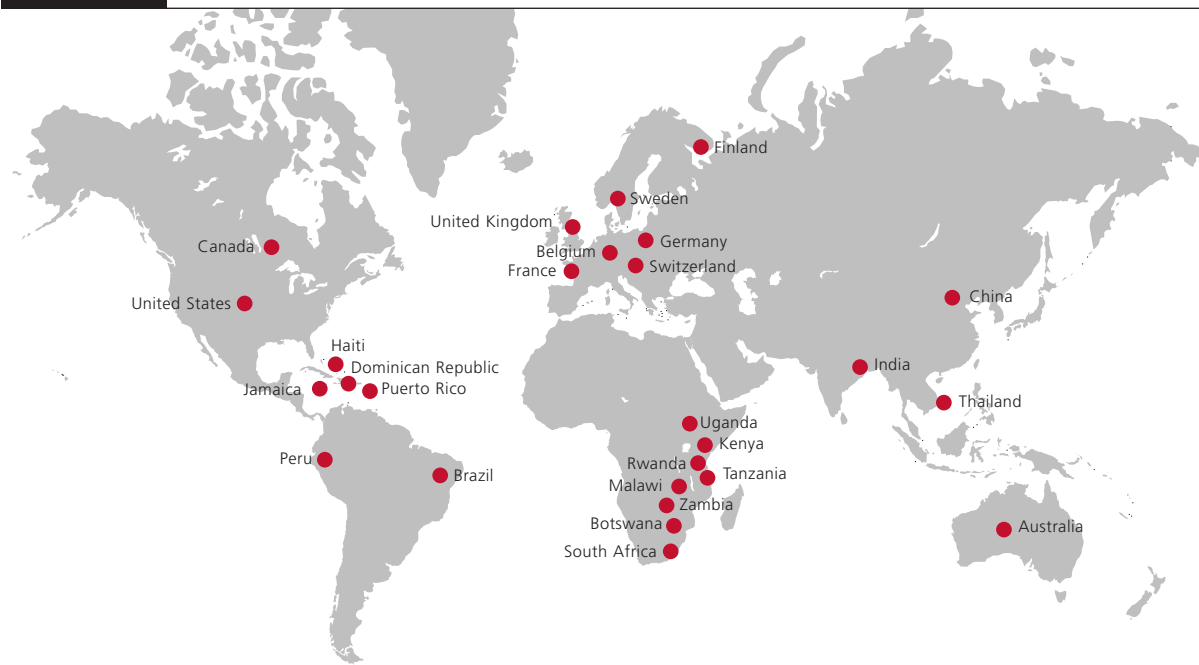 Finland
Sweden
United Kingdom
Canada
Germany
Belgium
Switzerland
France
China
United States
Haiti
Dominican Republic
India
Jamaica
Puerto Rico
Thailand
Uganda
Kenya
Peru
Rwanda
Brazil
Tanzania
Malawi
Zambia
Botswana
Australia
South Africa